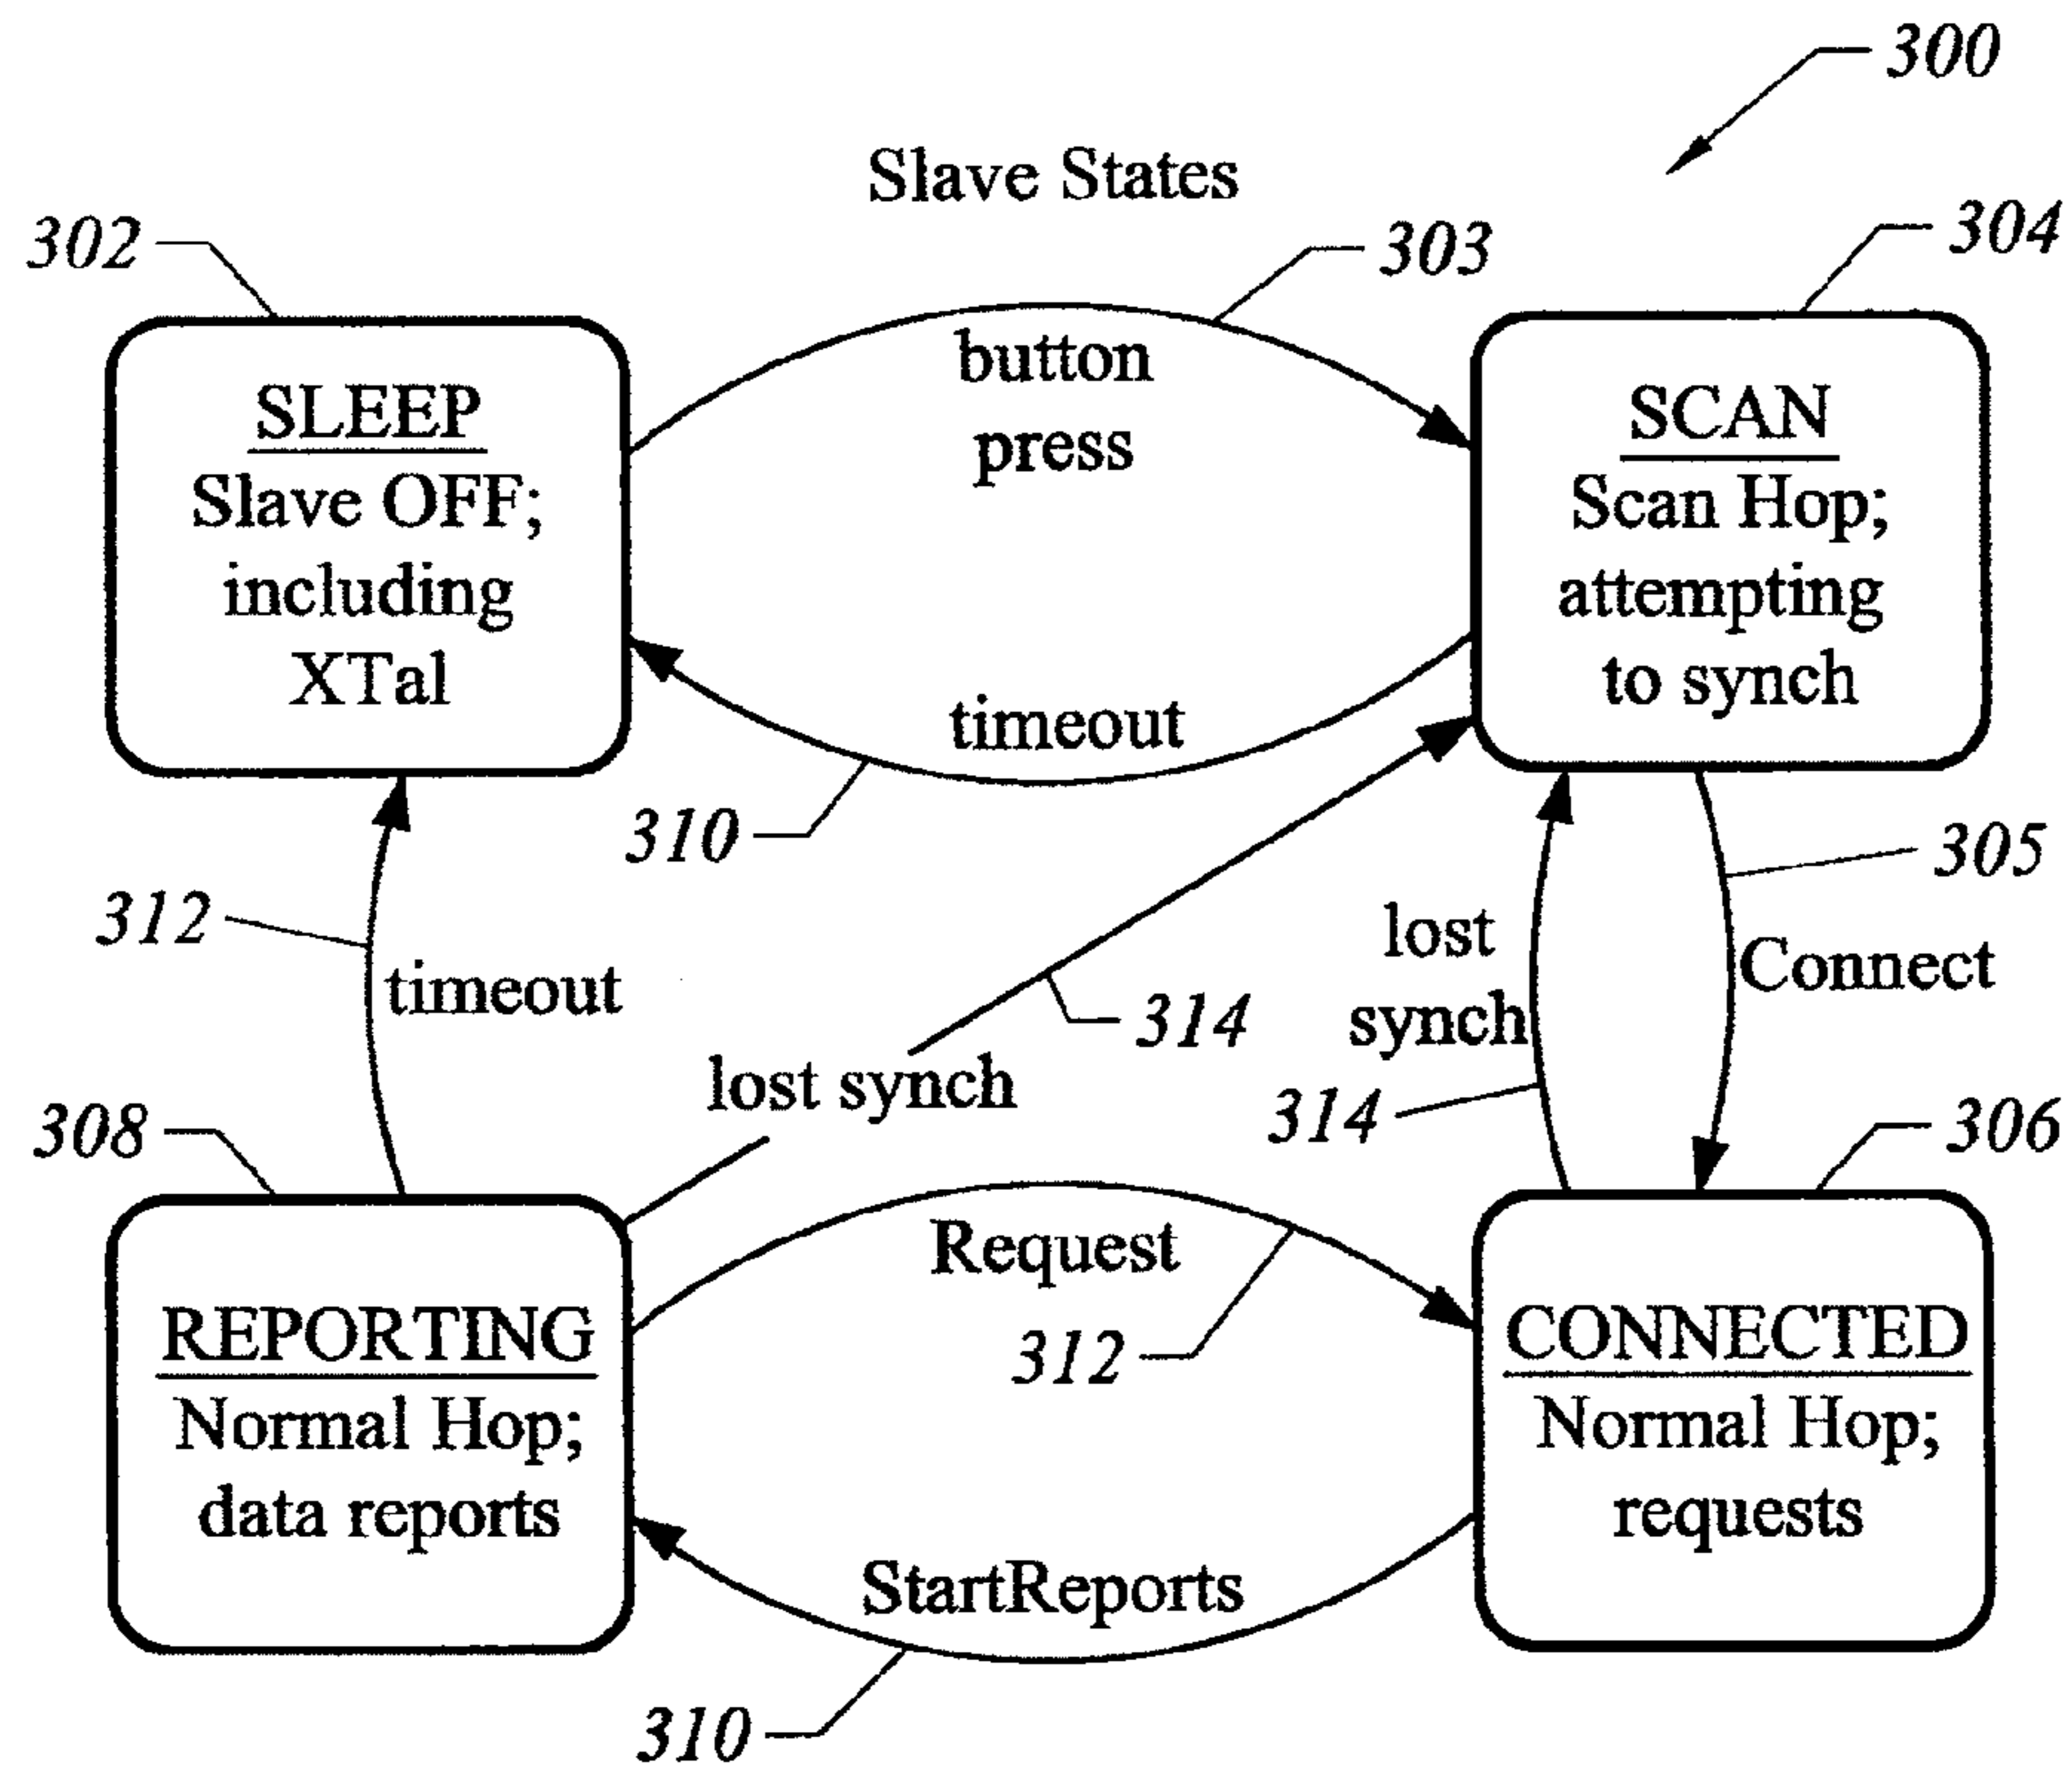 300
Slave States
302
303
304
button
press
SLEEP
Slave OFF;
including
XTal
SCAN
Scan Hop;
attempting
to synch
timeout
310
305
312
timeout
lost
synch
Connect
314
lost synch
314
308
306
Request
312
REPORTING
Normal Hop;
data reports
CONNECTED
Normal Hop;
requests
StartReports
310